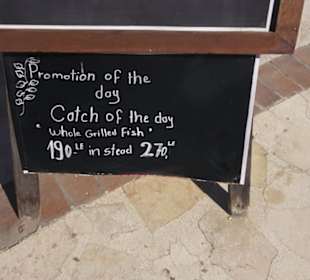 Promotion of the
day
Catch of the day
"Whole Grilled Fish"
190.LE in stead 270.LE